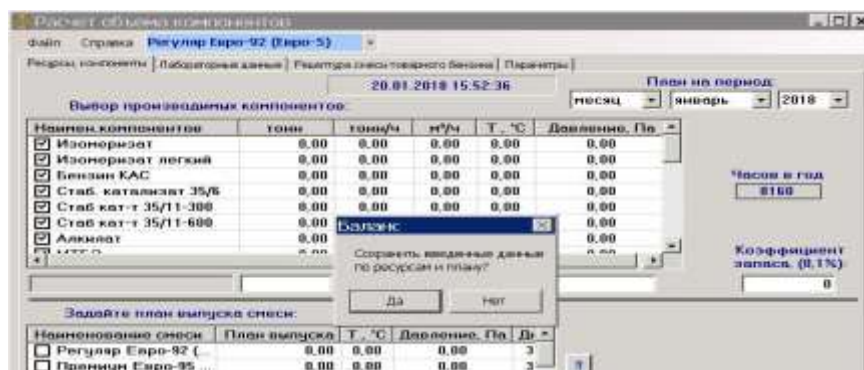 Расчет объема компонентов
Файл Справка Регуляр Евро-92 (Евро-5)
Ресурсы, компоненты Лабораторные данные Рецептура смеси товарного бензина Параметры
20.01.2018 15:52:36
План на период:
Выбор производимых компонентов:
месяц январь 2018
Наимен.компонентов тонн тонн/ч м³/ч Т, °С Давление, Па
Изомеризат 0,00 0,00 0,00 0,00 0,00
Изомеризат легкий 0,00 0,00 0,00 0,00 0,00
Бензин КАС 0,00 0,00 0,00 0,00 0,00
Часов в год
Стаб. катализат 35/6 0,00 0,00 0,00 0,00 0,00
8160
Стаб кат-т 35/11-300 0,00 0,00 0,00 0,00 0,00
Стаб кат-т 35/11-600 0,00 0,00
Алкилат 0,00 0,00
Баланс
Сохранить введенные данные
по ресурсам и плану?
Да Нет
Коэффициент
запаса, (0,1%):
0
Задайте план выпуска смеси:
Наименование смеси План выпуска Т, °С Давление, Па
Регуляр Евро-92 (... 0,00 0,00 0,00 3
Премиум Евро-95 ... 0,00 0,00 0,00 3